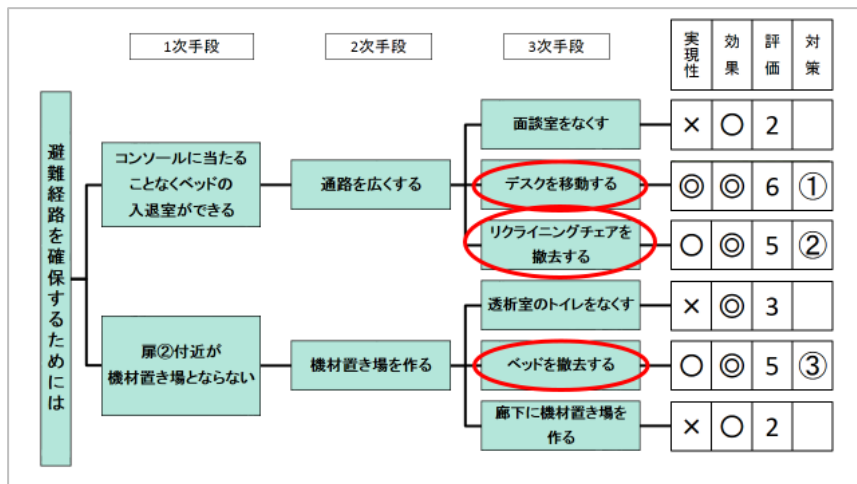 1次手段
2次手段
3次手段
実現性
効果
評価
対策
避難経路を確保するためには
コンソールに当たる
ことなくベッドの
入退室ができる
通路を広くする
面談室をなくす
× ○ 2
デスクを移動する
◎ ◎ 6 ①
リクライニングチェアを
撤去する
○ ◎ 5 ②
扉②付近が
機材置き場とならない
機材置き場を作る
透析室のトイレをなくす
× ◎ 3
ベッドを撤去する
○ ◎ 5 ③
廊下に機材置き場を
作る
× ○ 2